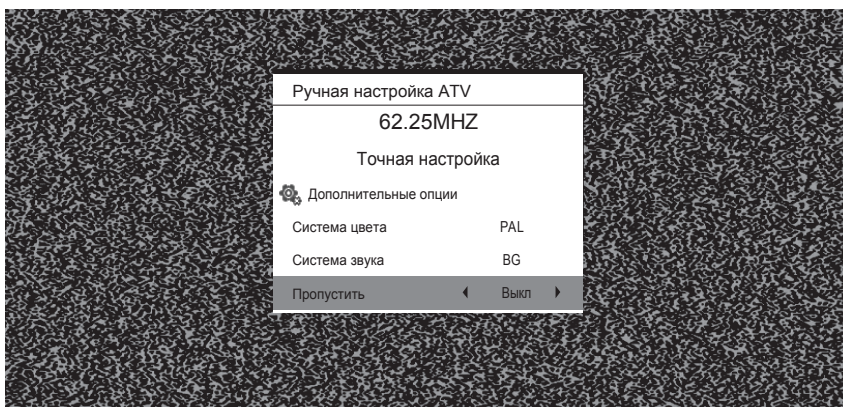 Ручная настройка ATV
62.25MHZ
Точная настройка
Дополнительные опции
Система цвета PAL
Система звука BG
Пропустить Выкл